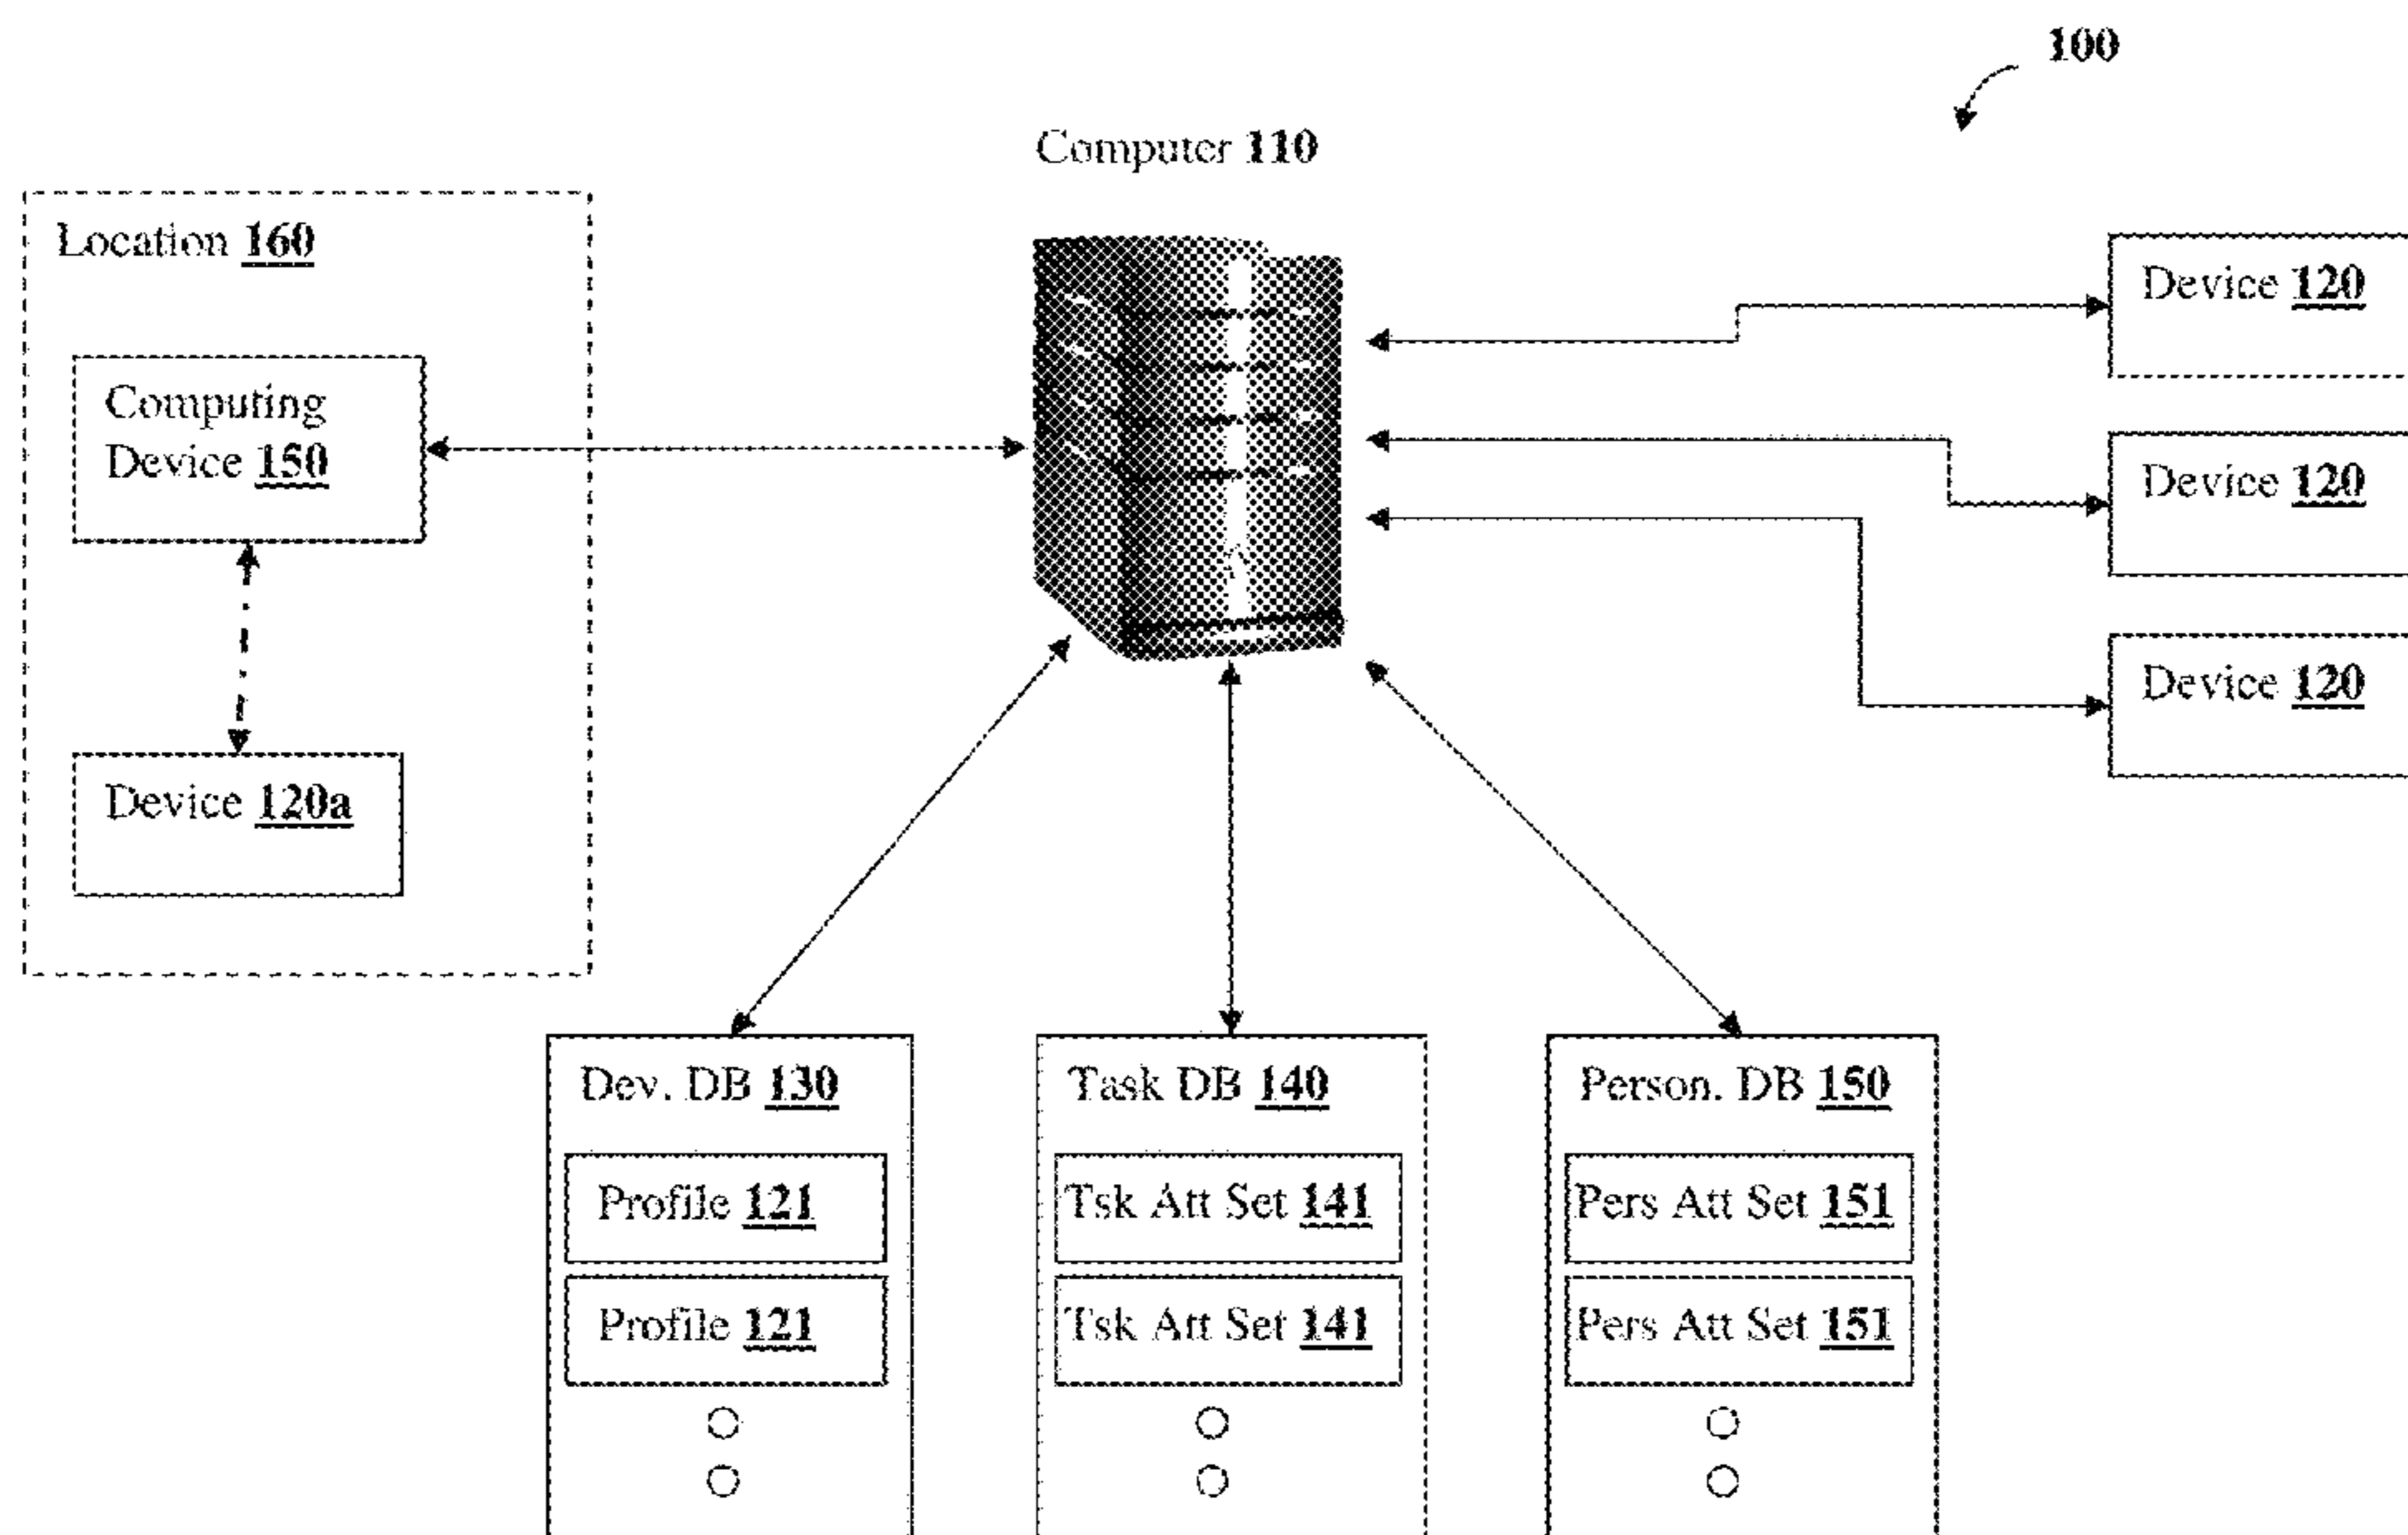 100
Computer 110
Location 160
Computing
Device 150
Device 120a
Device 120
Device 120
Device 120
Dev. DB 130
Profile 121
Profile 121
Task DB 140
Tsk Att Set 141
Tsk Att Set 141
Person. DB 150
Pers Att Set 151
Pers Att Set 151